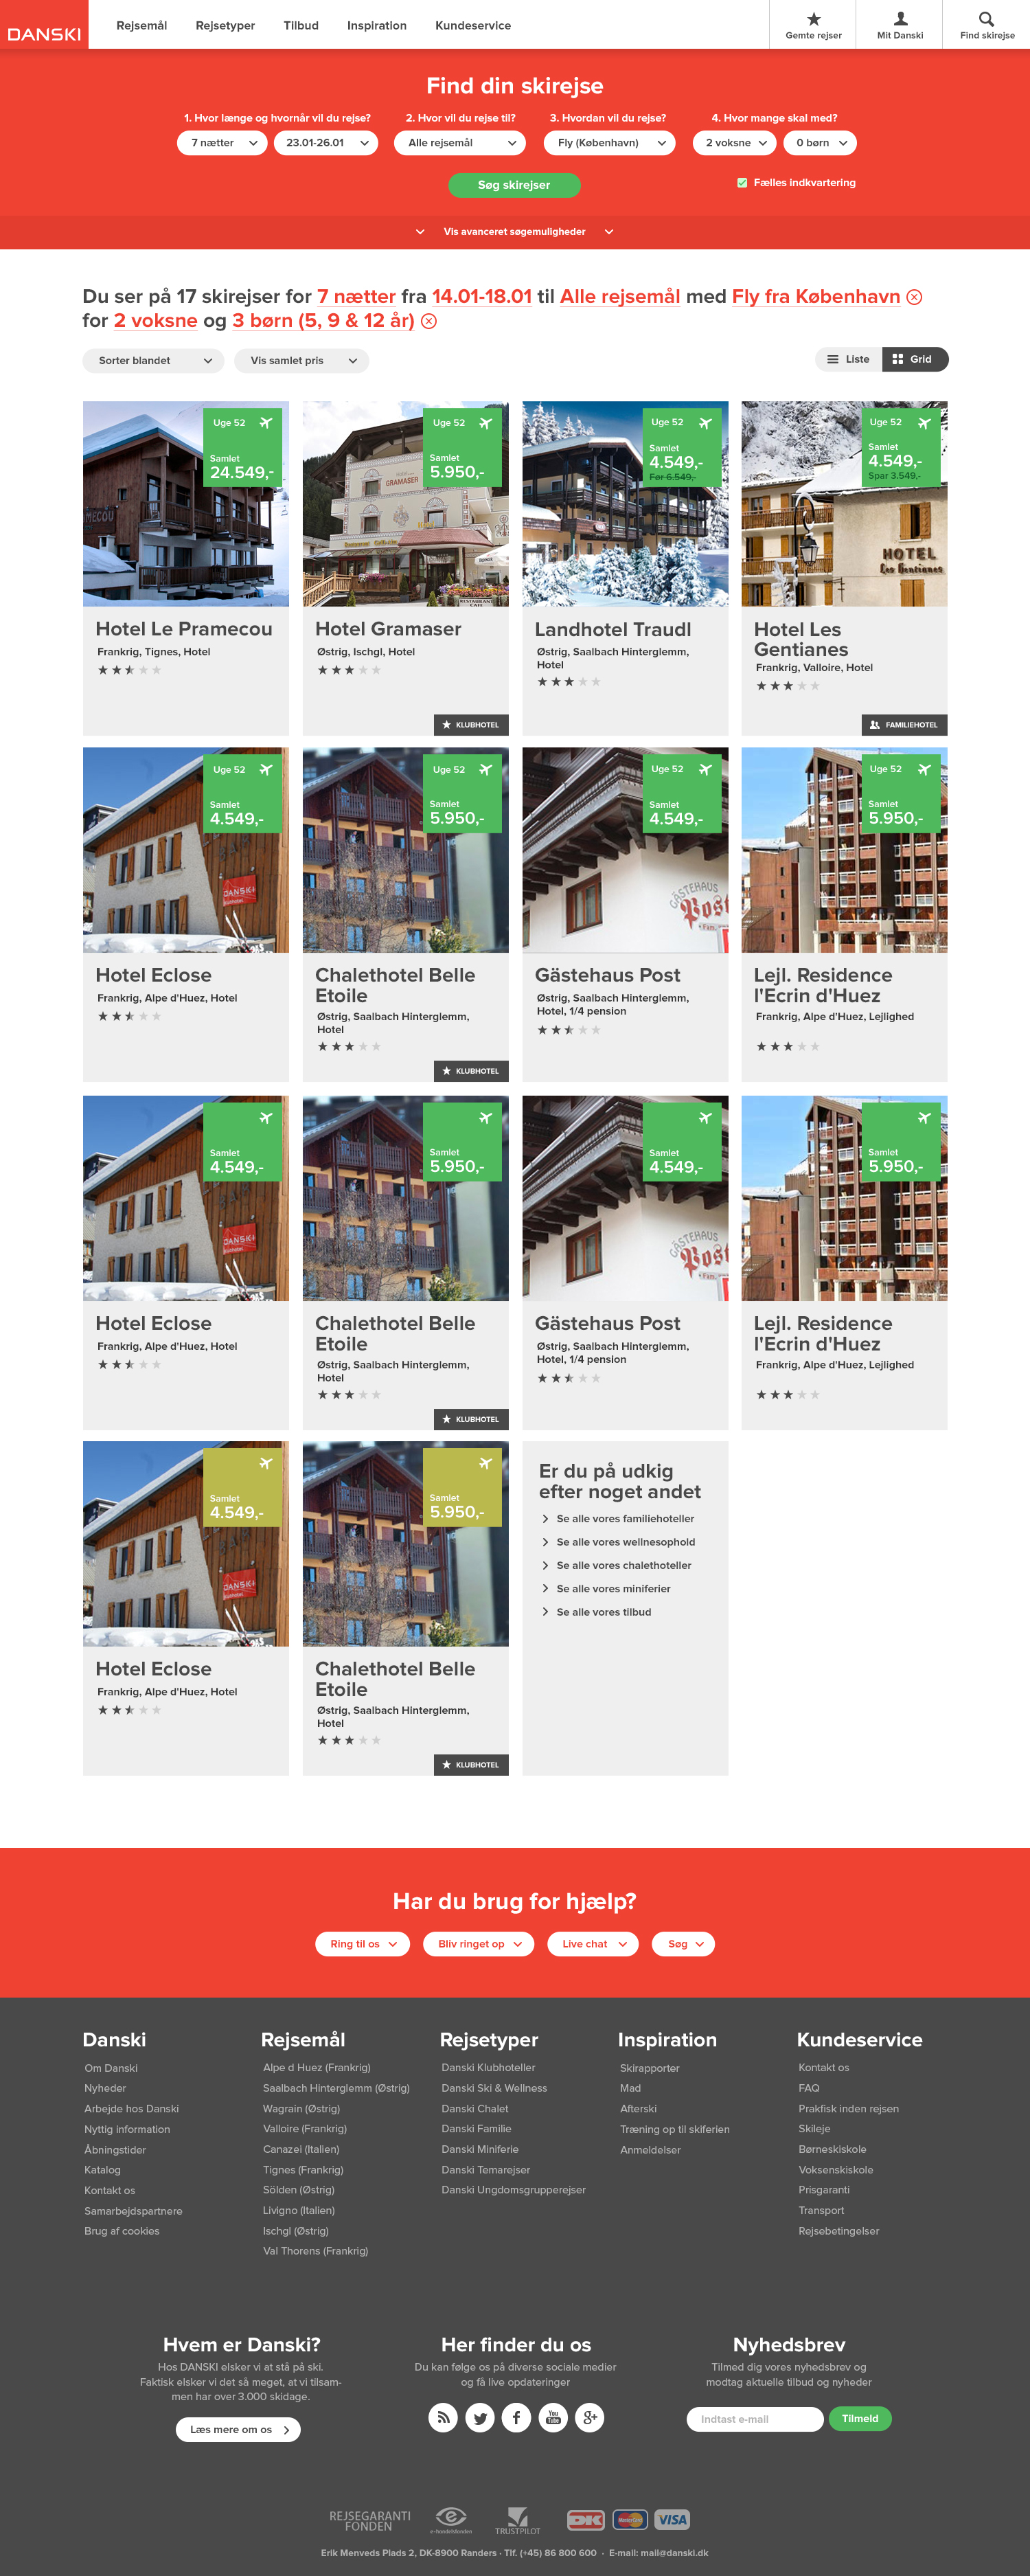 DANSKI
Rejsemål Rejsetyper Tilbud Inspiration Kundeservice
Gemte rejser Mit Danski Find skirejse
Find din skirejse
1. Hvor længe og hvornår vil du rejse? 2. Hvor vil du rejse til? 3. Hvordan vil du rejse? 4. Hvor mange skal med?
7 nætter 23.01-26.01 Alle rejsemål Fly (København) 2 voksne 0 børn
Søg skirejser Fælles indkvartering
Vis avanceret søgemuligheder
Du ser på 17 skirejser for 7 nætter fra 14.01-18.01 til Alle rejsemål med Fly fra København
for 2 voksne og 3 børn (5, 9 & 12 år)
Sorter blandet Vis samlet pris Liste Grid
Uge 52
Samlet
24.549,-
Hotel Le Pramecou
Frankrig, Tignes, Hotel
Uge 52
Samlet
5.950,-
GRAMASER
Hotel Gramaser
Østrig, Ischgl, Hotel
KLUBHOTEL
Uge 52
Samlet
4.549,-
Før 6.549,-
Landhotel Traudl
Østrig, Saalbach Hinterglemm,
Hotel
Uge 52
Samlet
4.549,-
Spar 3.549,-
HOTEL
Les Gentianes
Hotel Les
Gentianes
Frankrig, Valloire, Hotel
FAMILIEHOTEL
Uge 52
Samlet
4.549,-
DANSKI
Hotel Eclose
Frankrig, Alpe d'Huez, Hotel
Uge 52
Samlet
5.950,-
Chalethotel Belle
Etoile
Østrig, Saalbach Hinterglemm,
Hotel
KLUBHOTEL
Uge 52
Samlet
4.549,-
GÄSTEHAUS
Post
Gästehaus Post
Østrig, Saalbach Hinterglemm,
Hotel, 1/4 pension
Uge 52
Samlet
5.950,-
Lejl. Residence
l'Ecrin d'Huez
Frankrig, Alpe d'Huez, Lejlighed
Samlet
4.549,-
DANSKI
Hotel Eclose
Frankrig, Alpe d'Huez, Hotel
Samlet
5.950,-
Chalethotel Belle
Etoile
Østrig, Saalbach Hinterglemm,
Hotel
KLUBHOTEL
Samlet
4.549,-
GÄSTEHAUS
Post
Gästehaus Post
Østrig, Saalbach Hinterglemm,
Hotel, 1/4 pension
Samlet
5.950,-
Lejl. Residence
l'Ecrin d'Huez
Frankrig, Alpe d'Huez, Lejlighed
Samlet
4.549,-
DANSKI
Hotel Eclose
Frankrig, Alpe d'Huez, Hotel
Samlet
5.950,-
Chalethotel Belle
Etoile
Østrig, Saalbach Hinterglemm,
Hotel
KLUBHOTEL
Er du på udkig
efter noget andet
Se alle vores familiehoteller
Se alle vores wellnesophold
Se alle vores chalethoteller
Se alle vores miniferier
Se alle vores tilbud
Har du brug for hjælp?
Ring til os Bliv ringet op Live chat Søg
Danski
Om Danski
Nyheder
Arbejde hos Danski
Nyttig information
Åbningstider
Katalog
Kontakt os
Samarbejdspartnere
Brug af cookies
Rejsemål
Alpe d Huez (Frankrig)
Saalbach Hinterglemm (Østrig)
Wagrain (Østrig)
Valloire (Frankrig)
Canazei (Italien)
Tignes (Frankrig)
Sölden (Østrig)
Livigno (Italien)
Ischgl (Østrig)
Val Thorens (Frankrig)
Rejsetyper
Danski Klubhoteller
Danski Ski & Wellness
Danski Chalet
Danski Familie
Danski Miniferie
Danski Temarejser
Danski Ungdomsgrupperejser
Inspiration
Skirapporter
Mad
Afterski
Træning op til skiferien
Anmeldelser
Kundeservice
Kontakt os
FAQ
Prakfisk inden rejsen
Skileje
Børneskiskole
Voksenskiskole
Prisgaranti
Transport
Rejsebetingelser
Hvem er Danski?
Hos DANSKI elsker vi at stå på ski.
Faktisk elsker vi det så meget, at vi tilsam-
men har over 3.000 skidage.
Læs mere om os
Her finder du os
Du kan følge os på diverse sociale medier
og få live opdateringer
You
Tube
g+
Nyhedsbrev
Tilmed dig vores nyhedsbrev og
modtag aktuelle tilbud og nyheder
Indtast e-mail Tilmeld
REJSEGARANTI
FONDEN
e-handelsfonden
TRUSTPILOT
DK
MasterCard
VISA
Erik Menveds Plads 2, DK-8900 Randers · Tlf. (+45) 86 800 600 · E-mail: mail@danski.dk